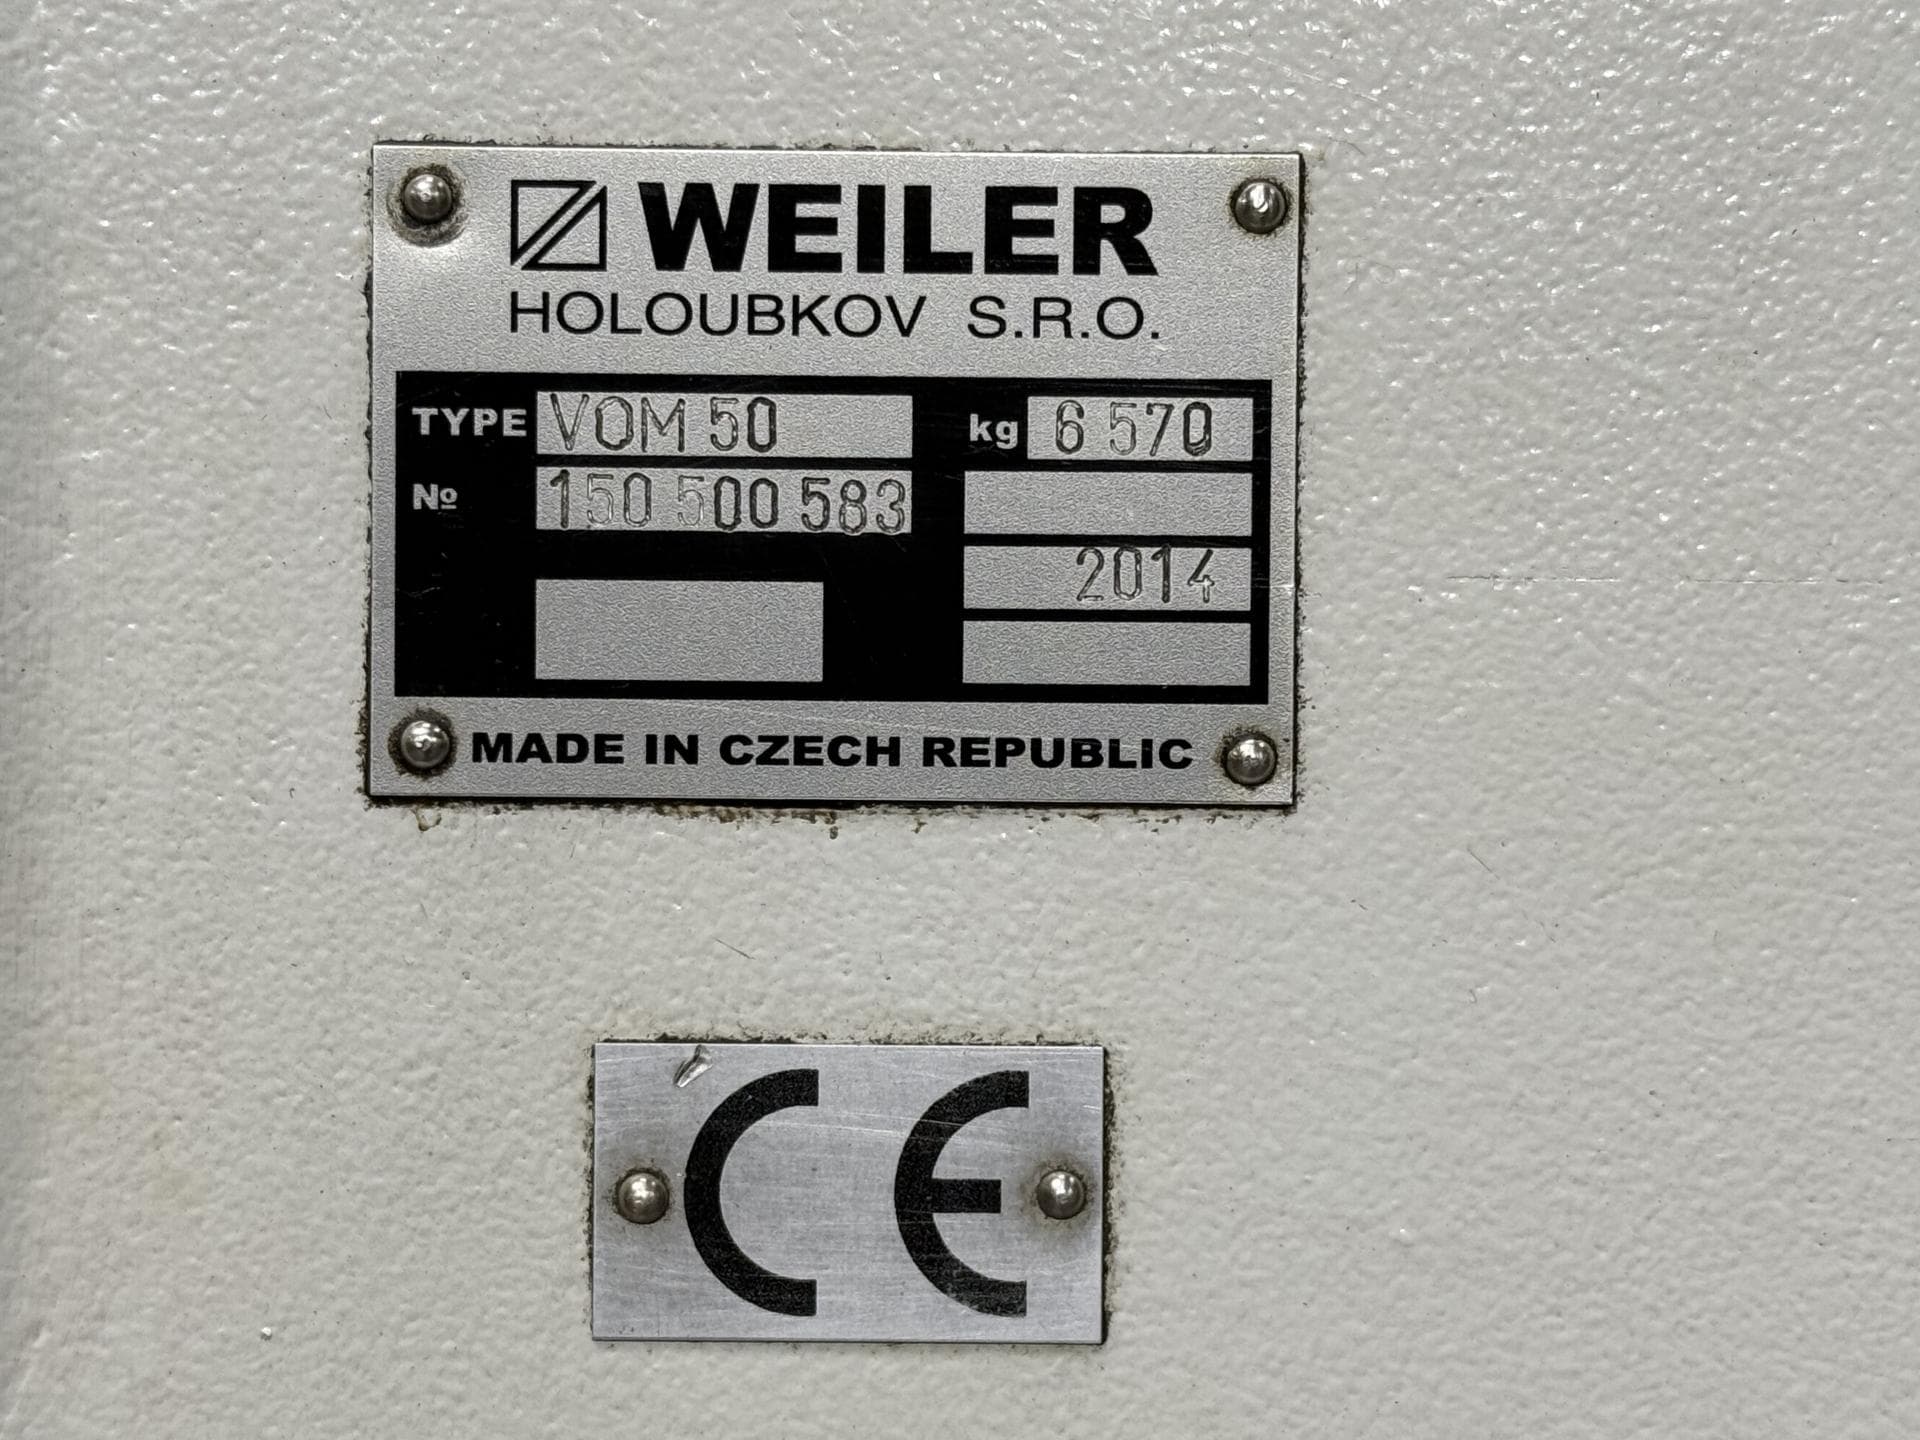 WEILER
HOLOUBKOV S.R.O.
TYPE VOM 50 kg 6 570
№ 150 500 583
2014
MADE IN CZECH REPUBLIC
CE